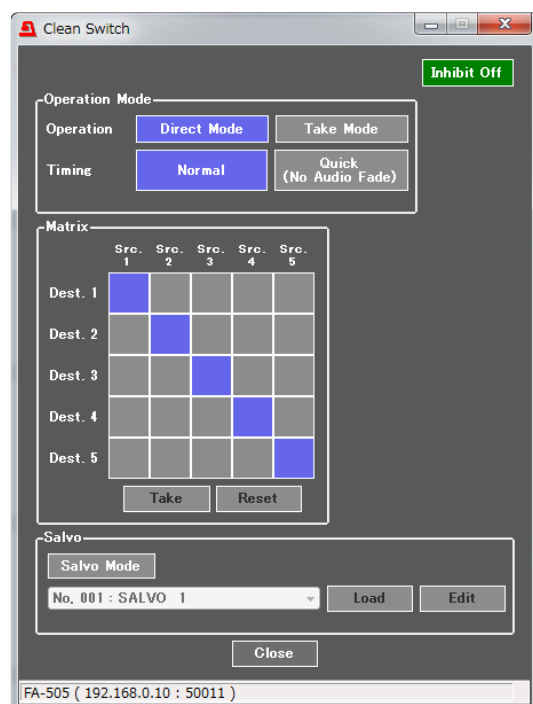 Clean Switch
Inhibit Off
Operation Mode
Operation Direct Mode Take Mode
Timing Normal Quick
(No Audio Fade)
Matrix
Src. Src. Src. Src. Src.
1 2 3 4 5
Dest. 1
Dest. 2
Dest. 3
Dest. 4
Dest. 5
Take Reset
Salvo
Salvo Mode
No. 001 : SALVO 1 Load Edit
Close
FA-505 ( 192.168.0.10 : 50011 )